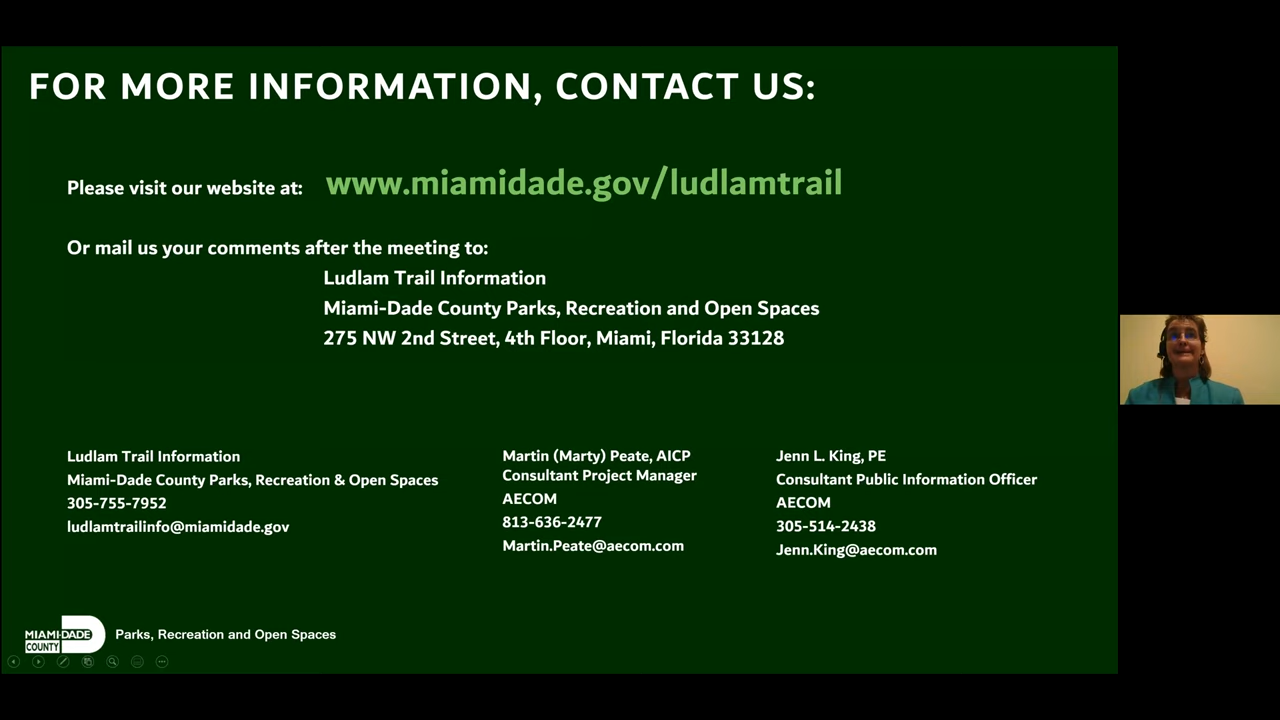 FOR MORE INFORMATION, CONTACT US:
Please visit our website at: www.miamidade.gov/ludlamtrail
Or mail us your comments after the meeting to:
Ludlam Trail Information
Miami-Dade County Parks, Recreation and Open Spaces
275 NW 2nd Street, 4th Floor, Miami, Florida 33128
Ludlam Trail Information
Miami-Dade County Parks, Recreation & Open Spaces
305-755-7952
ludlamtrailinfo@miamidade.gov
Martin (Marty) Peate, AICP
Consultant Project Manager
AECOM
813-636-2477
Martin.Peate@aecom.com
Jenn L. King, PE
Consultant Public Information Officer
AECOM
305-514-2438
Jenn.King@aecom.com
MIAMI-DADE
COUNTY
Parks, Recreation and Open Spaces